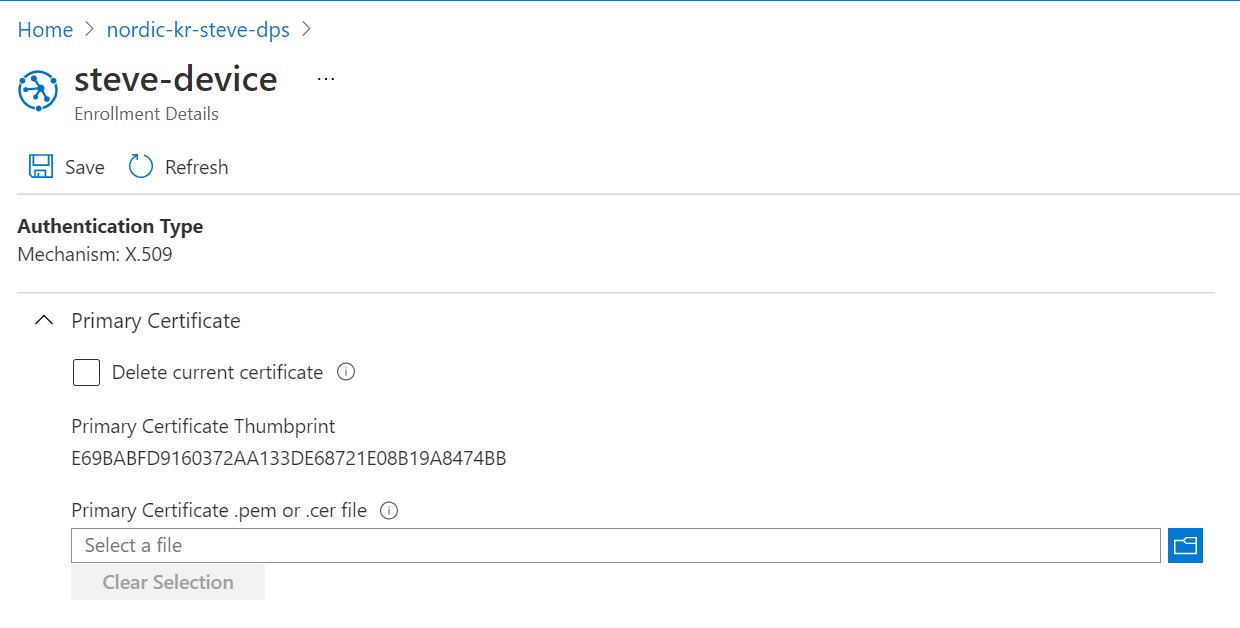 Home > nordic-kr-steve-dps >
steve-device ...
Enrollment Details
Save Refresh
Authentication Type
Mechanism: X.509
Primary Certificate
Delete current certificate
Primary Certificate Thumbprint
E69BABFD9160372AA133DE68721E08B19A8474BB
Primary Certificate .pem or .cer file
Select a file
Clear Selection